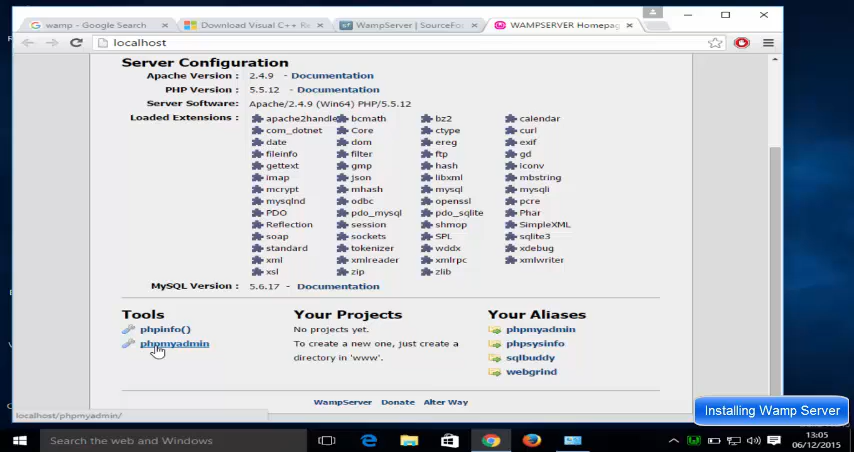 wamp - Google Search
Download Visual C++ Re
WampServer | SourceFo
WAMPSERVER Homepag
localhost
Server Configuration
Apache Version : 2.4.9 - Documentation
PHP Version : 5.5.12 - Documentation
Server Software: Apache/2.4.9 (Win64) PHP/5.5.12
Loaded Extensions : apache2handle bcmath bz2 calendar
com_dotnet Core ctype curl
date dom ereg exif
fileinfo filter ftp gd
gettext gmp hash iconv
imap json libxml mbstring
mcrypt mhash mysql mysqli
mysqlnd odbc openssl pcre
PDO pdo_mysql pdo_sqlite Phar
Reflection session shmop SimpleXML
soap sockets SPL sqlite3
standard tokenizer wddx xdebug
xml xmlreader xmlrpc xmlwriter
xsl zip zlib
MySQL Version : 5.6.17 - Documentation
Tools Your Projects Your Aliases
phpinfo() No projects yet. phpmyadmin
phpmyadmin To create a new one, just create a phpsysinfo
directory in 'www'. sqlbuddy
webgrind
WampServer Donate Alter Way
localhost/phpmyadmin/
Installing Wamp Server
Search the web and Windows
13:05
06/12/2015